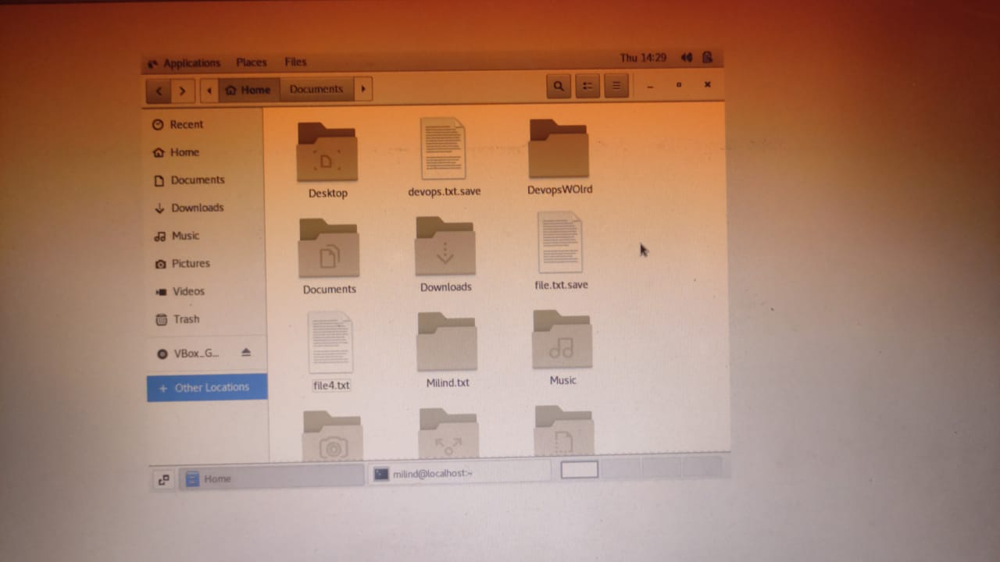 Applications Places Files Thu 14:29
Home Documents
Recent
Home
Documents
Downloads
Music
Pictures
Videos
Trash
VBox_G...
+ Other Locations
Desktop devops.txt.save DevopsWOlrd
Documents Downloads file.txt.save
file4.txt Milind.txt Music
Home milind@localhost:~